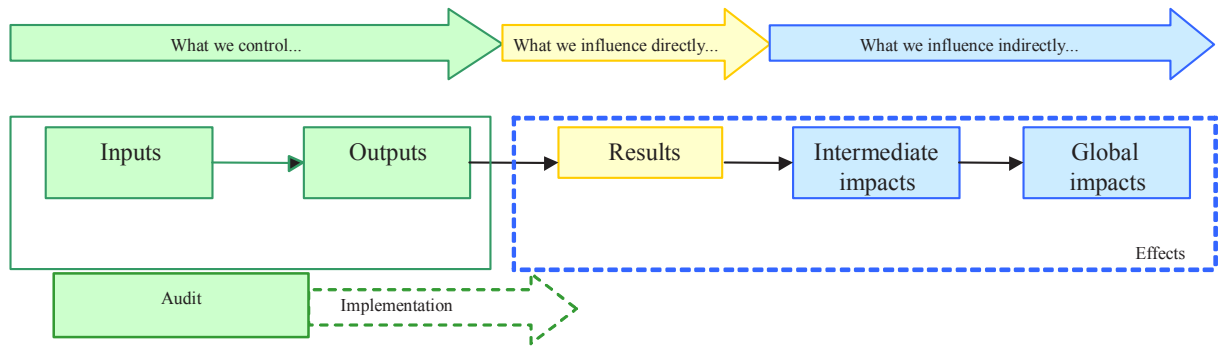 What we control...
What we influence directly...
What we influence indirectly...
Inputs
Outputs
Results
Intermediate
impacts
Global
impacts
Effects
Audit
Implementation